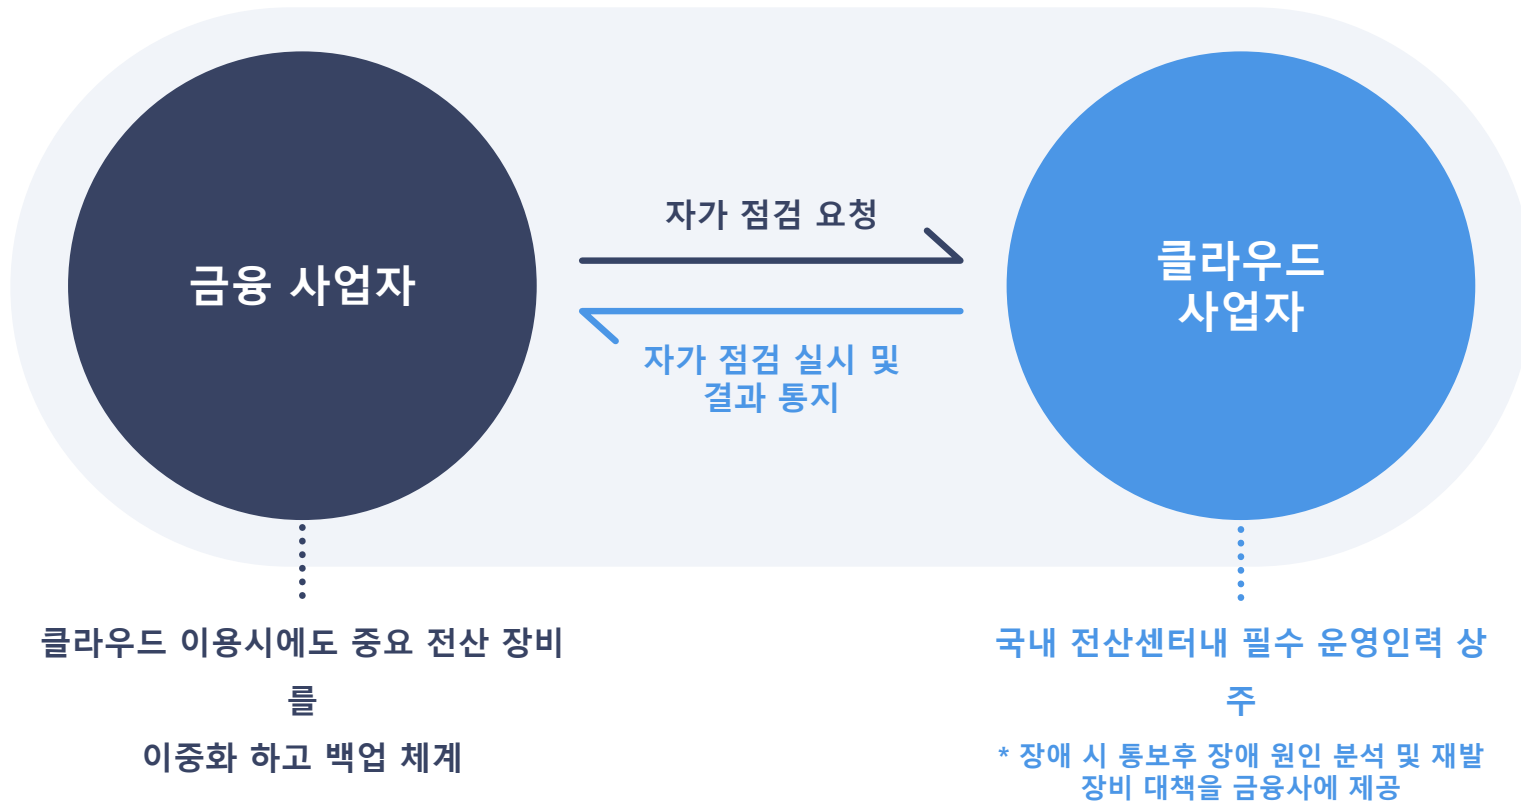 자가 점검 요청
금융 사업자
클라우드
사업자
자가 점검 실시 및
결과 통지
클라우드 이용시에도 중요 전산 장비
를
이중화 하고 백업 체계
국내 전산센터내 필수 운영인력 상
주
* 장애 시 통보후 장애 원인 분석 및 재발
장비 대책을 금융사에 제공